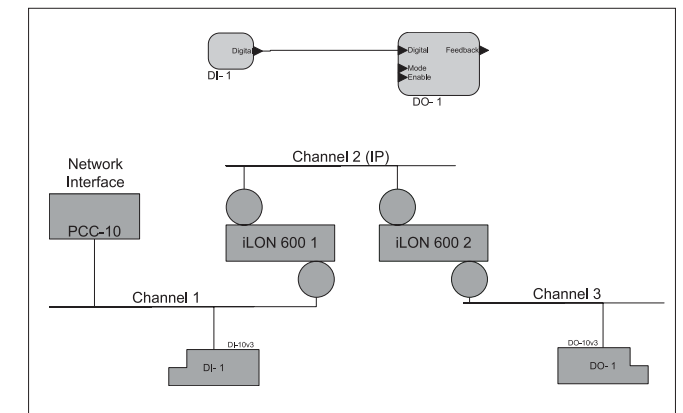 Digital
DI- 1
Digital
Feedback
Mode
Enable
DO- 1
Channel 2 (IP)
Network
Interface
PCC-10
iLON 600 1
iLON 600 2
Channel 1
Channel 3
DI-10v3
DI- 1
DO-10v3
DO- 1